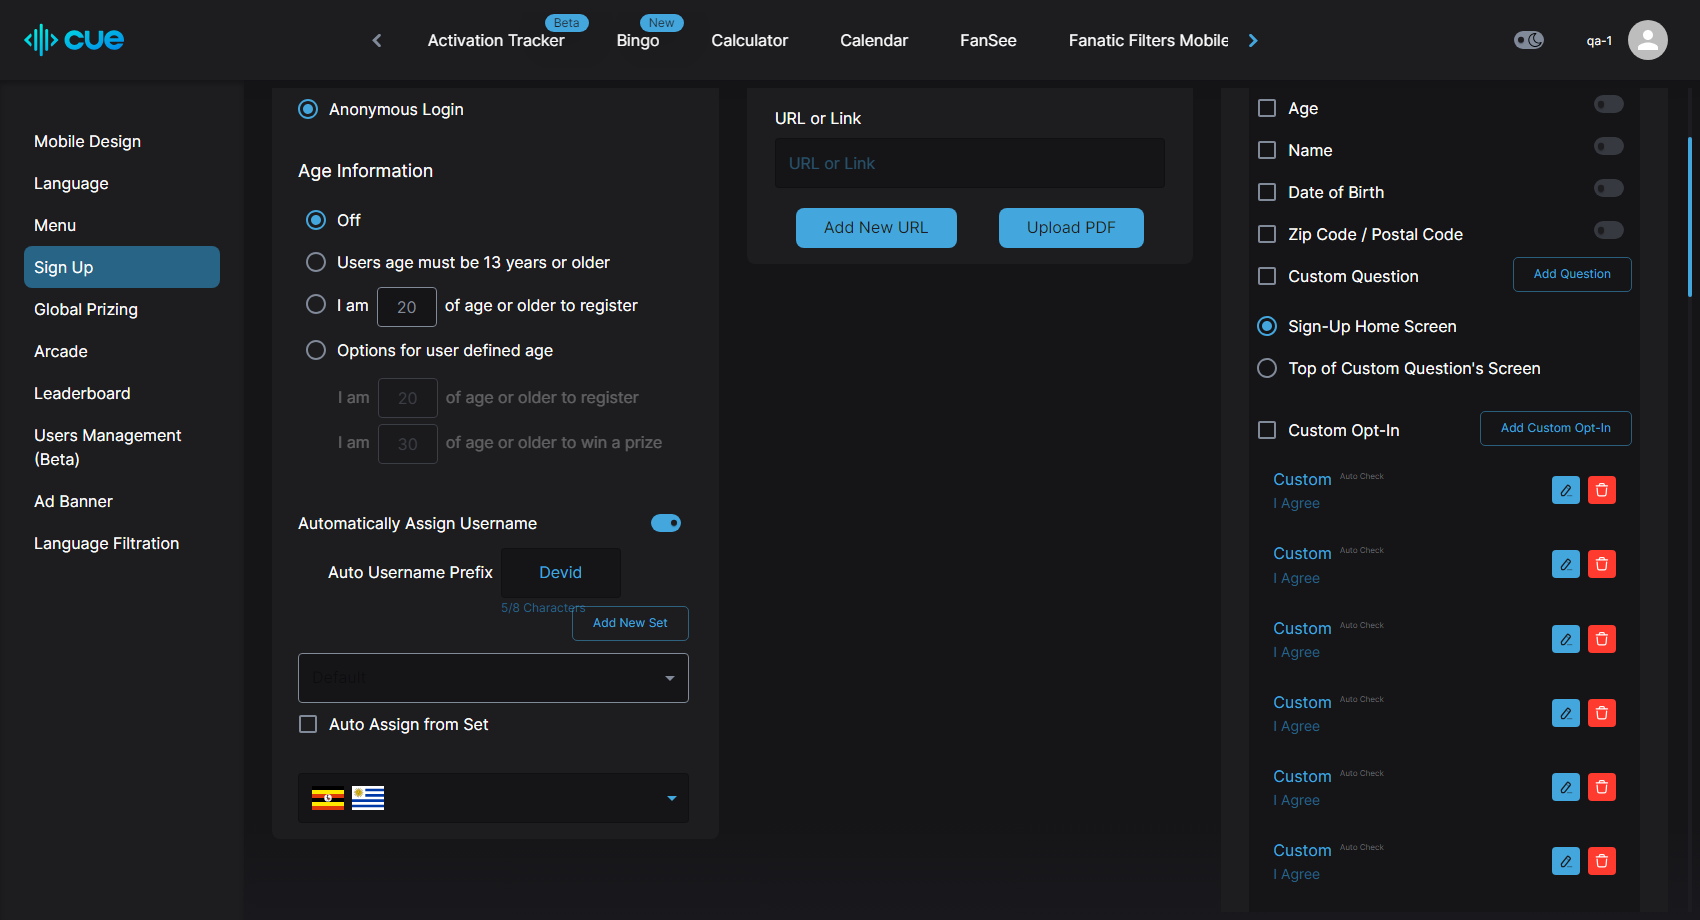 cue
Activation Tracker
Beta
Bingo
New
Calculator
Calendar
FanSee
Fanatic Filters Mobile
qa-1
Mobile Design
Language
Menu
Sign Up
Global Prizing
Arcade
Leaderboard
Users Management
(Beta)
Ad Banner
Language Filtration
Anonymous Login
Age Information
Off
Users age must be 13 years or older
I am 20 of age or older to register
Options for user defined age
I am 20 of age or older to register
I am 30 of age or older to win a prize
Automatically Assign Username
Auto Username Prefix Devid
5/8 Characters
Add New Set
Default
Auto Assign from Set
URL or Link
URL or Link
Add New URL
Upload PDF
Age
Name
Date of Birth
Zip Code / Postal Code
Custom Question
Add Question
Sign-Up Home Screen
Top of Custom Question's Screen
Custom Opt-In
Add Custom Opt-In
Custom Auto Check
I Agree
Custom Auto Check
I Agree
Custom Auto Check
I Agree
Custom Auto Check
I Agree
Custom Auto Check
I Agree
Custom Auto Check
I Agree